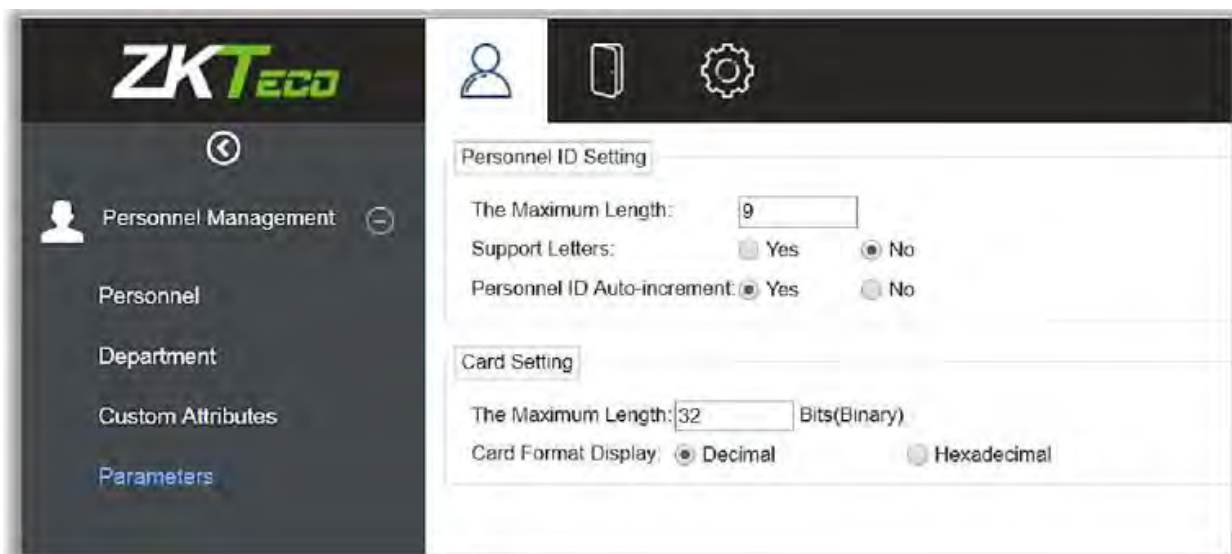 ZKTeco
Personnel Management
Personnel
Department
Custom Attributes
Parameters
Personnel ID Setting
The Maximum Length: 9
Support Letters: Yes No
Personnel ID Auto-increment: Yes No
Card Setting
The Maximum Length: 32 Bits(Binary)
Card Format Display: Decimal Hexadecimal